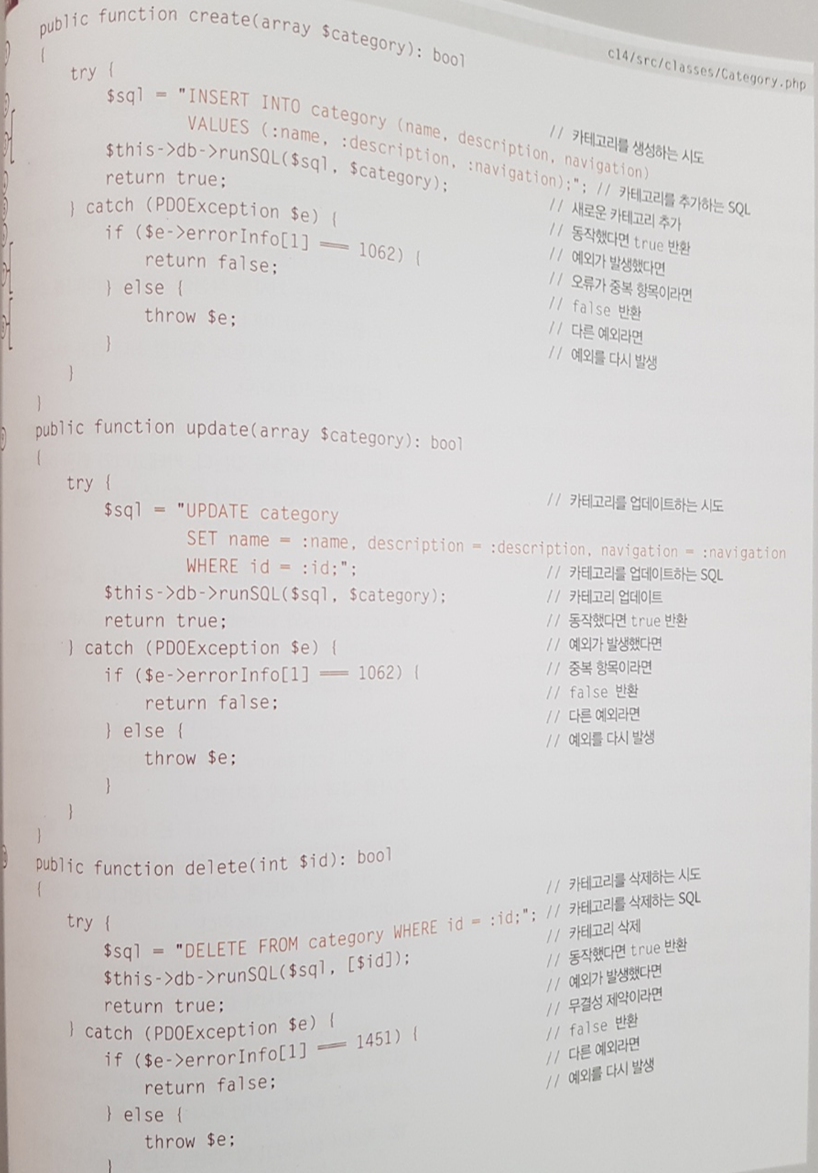 c14/src/classes/Category.php
public function create(array $category): bool
{
try { // 카테고리를 생성하는 시도
$sql = "INSERT INTO category (name, description, navigation)
VALUES (:name, :description, :navigation);"; // 카테고리를 추가하는 SQL
$this->db->runSQL($sql, $category); // 새로운 카테고리 추가
return true; // 동작했다면 true 반환
} catch (PDOException $e) { // 예외가 발생했다면
if ($e->errorInfo[1] === 1062) { // 오류가 중복 항목이라면
return false; // false 반환
} else { // 다른 예외라면
throw $e; // 예외를 다시 발생
}
}
}
public function update(array $category): bool
{
try { // 카테고리를 업데이트하는 시도
$sql = "UPDATE category
SET name = :name, description = :description, navigation = :navigation
WHERE id = :id;"; // 카테고리를 업데이트하는 SQL
$this->db->runSQL($sql, $category); // 카테고리 업데이트
return true; // 동작했다면 true 반환
} catch (PDOException $e) { // 예외가 발생했다면
if ($e->errorInfo[1] === 1062) { // 중복 항목이라면
return false; // false 반환
} else { // 다른 예외라면
throw $e; // 예외를 다시 발생
}
}
}
public function delete(int $id): bool
{
try { // 카테고리를 삭제하는 시도
$sql = "DELETE FROM category WHERE id = :id;"; // 카테고리를 삭제하는 SQL
$this->db->runSQL($sql, [$id]); // 카테고리 삭제
return true; // 동작했다면 true 반환
} catch (PDOException $e) { // 예외가 발생했다면
if ($e->errorInfo[1] === 1451) { // 무결성 제약이라면
return false; // false 반환
} else { // 다른 예외라면
throw $e; // 예외를 다시 발생
}